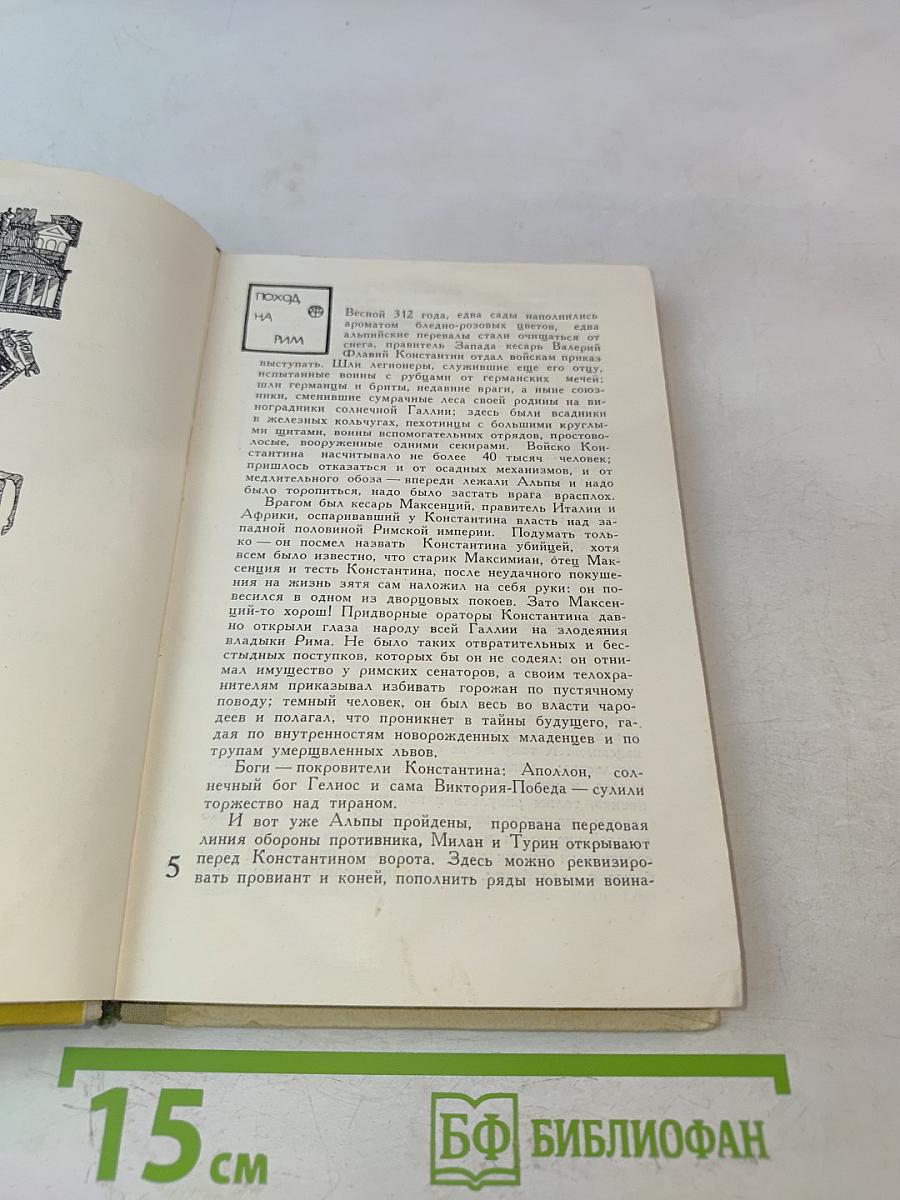 ПОХОД
НА
РИМ
Весной 312 года, едва сады наполнились
ароматом бледно-розовых цветов, едва
альпийские перевалы стали очищаться от
снега, правитель Запада кесарь Валерий
Флавий Константин отдал войскам приказ
выступать. Шли легионеры, служившие еще его отцу,
испытанные воины с рубцами от германских мечей;
шли германцы и бриты, недавние враги, а ныне союз-
ники, сменившие сумрачные леса своей родины на ви-
ноградники солнечной Галлии; здесь были всадники
в железных кольчугах, пехотинцы с большими круглы-
ми щитами, воины вспомогательных отрядов, простово-
лосые, вооруженные одними секирами. Войско Кон-
стантина насчитывало не более 40 тысяч человек;
пришлось отказаться и от осадных механизмов, и от
медлительного обоза — впереди лежали Альпы и надо
было торопиться, надо было застать врага врасплох.
Врагом был кесарь Максенций, правитель Италии и
Африки, оспаривавший у Константина власть над за-
падной половиной Римской империи. Подумать толь-
ко — он посмел назвать Константина убийцей, хотя
всем было известно, что старик Максимиан, отец Мак-
сенция и тесть Константина, после неудачного покуше-
ния на жизнь зятя сам наложил на себя руки: он по-
весился в одном из дворцовых покоев. Зато Максен-
ций-то хорош! Придворные ораторы Константина дав-
но открыли глаза народу всей Галлии на злодеяния
владыки Рима. Не было таких отвратительных и бес-
стыдных поступков, которых бы он не содеял: он отни-
мал имущество у римских сенаторов, а своим телохра-
нителям приказывал избивать горожан по пустячному
поводу; темный человек, он был весь во власти чаро-
деев и полагал, что проникнет в тайны будущего, га-
дая по внутренностям новорожденных младенцев и по
трупам умерщвленных львов.
Боги — покровители Константина: Аполлон, сол-
нечный бог Гелиос и сама Виктория-Победа — сулили
торжество над тираном.
И вот уже Альпы пройдены, прорвана передовая
линия обороны противника, Милан и Турин открывают
перед Константином ворота. Здесь можно реквизиро-
вать провиант и коней, пополнить ряды новыми воина-
5
15 см
БФ БИБЛИОФАН